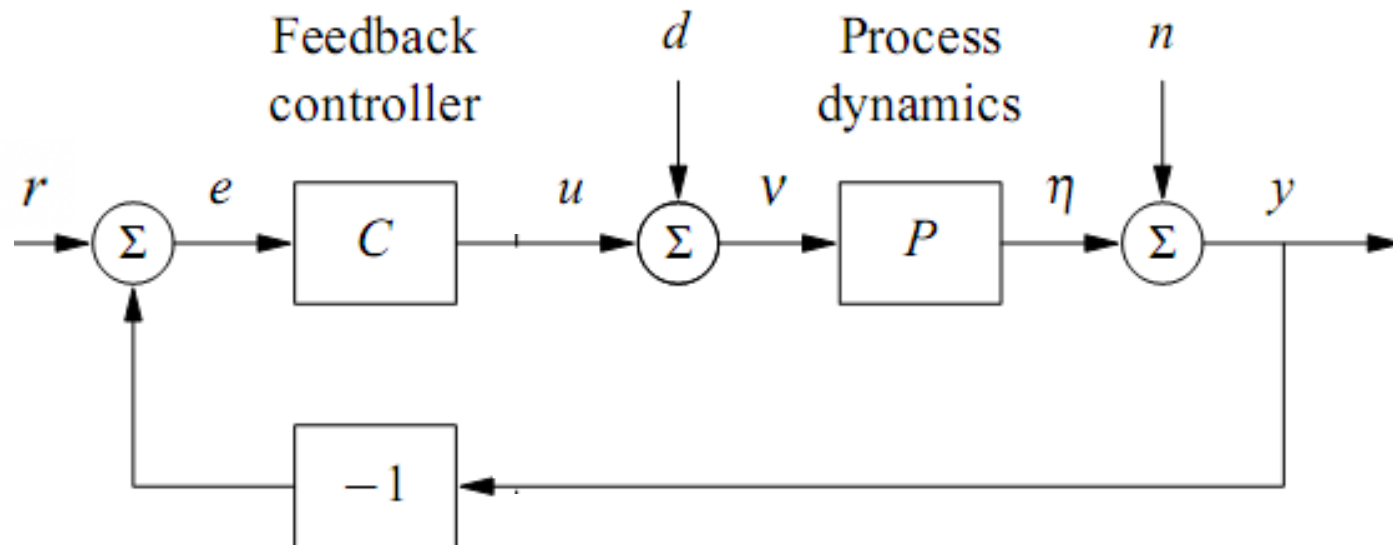 Feedback
controller
d
Process
dynamics
n
r
e
C
u
Σ
Σ
ν
P
η
Σ
y
−1